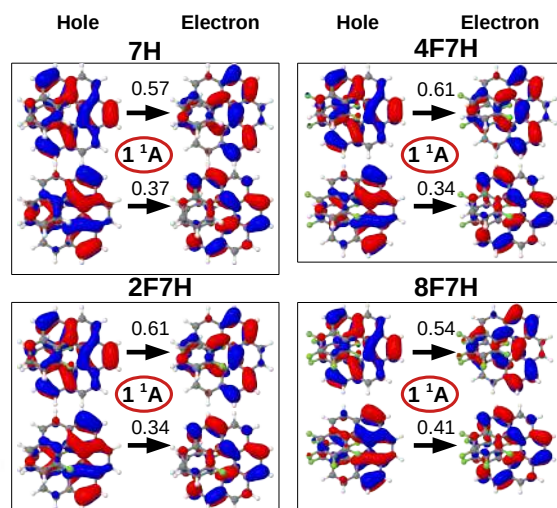 Hole Electron Hole Electron
7H 4F7H
0.57 0.61
1 ¹A 1 ¹A
0.37 0.34
2F7H 8F7H
0.61 0.54
1 ¹A 1 ¹A
0.34 0.41